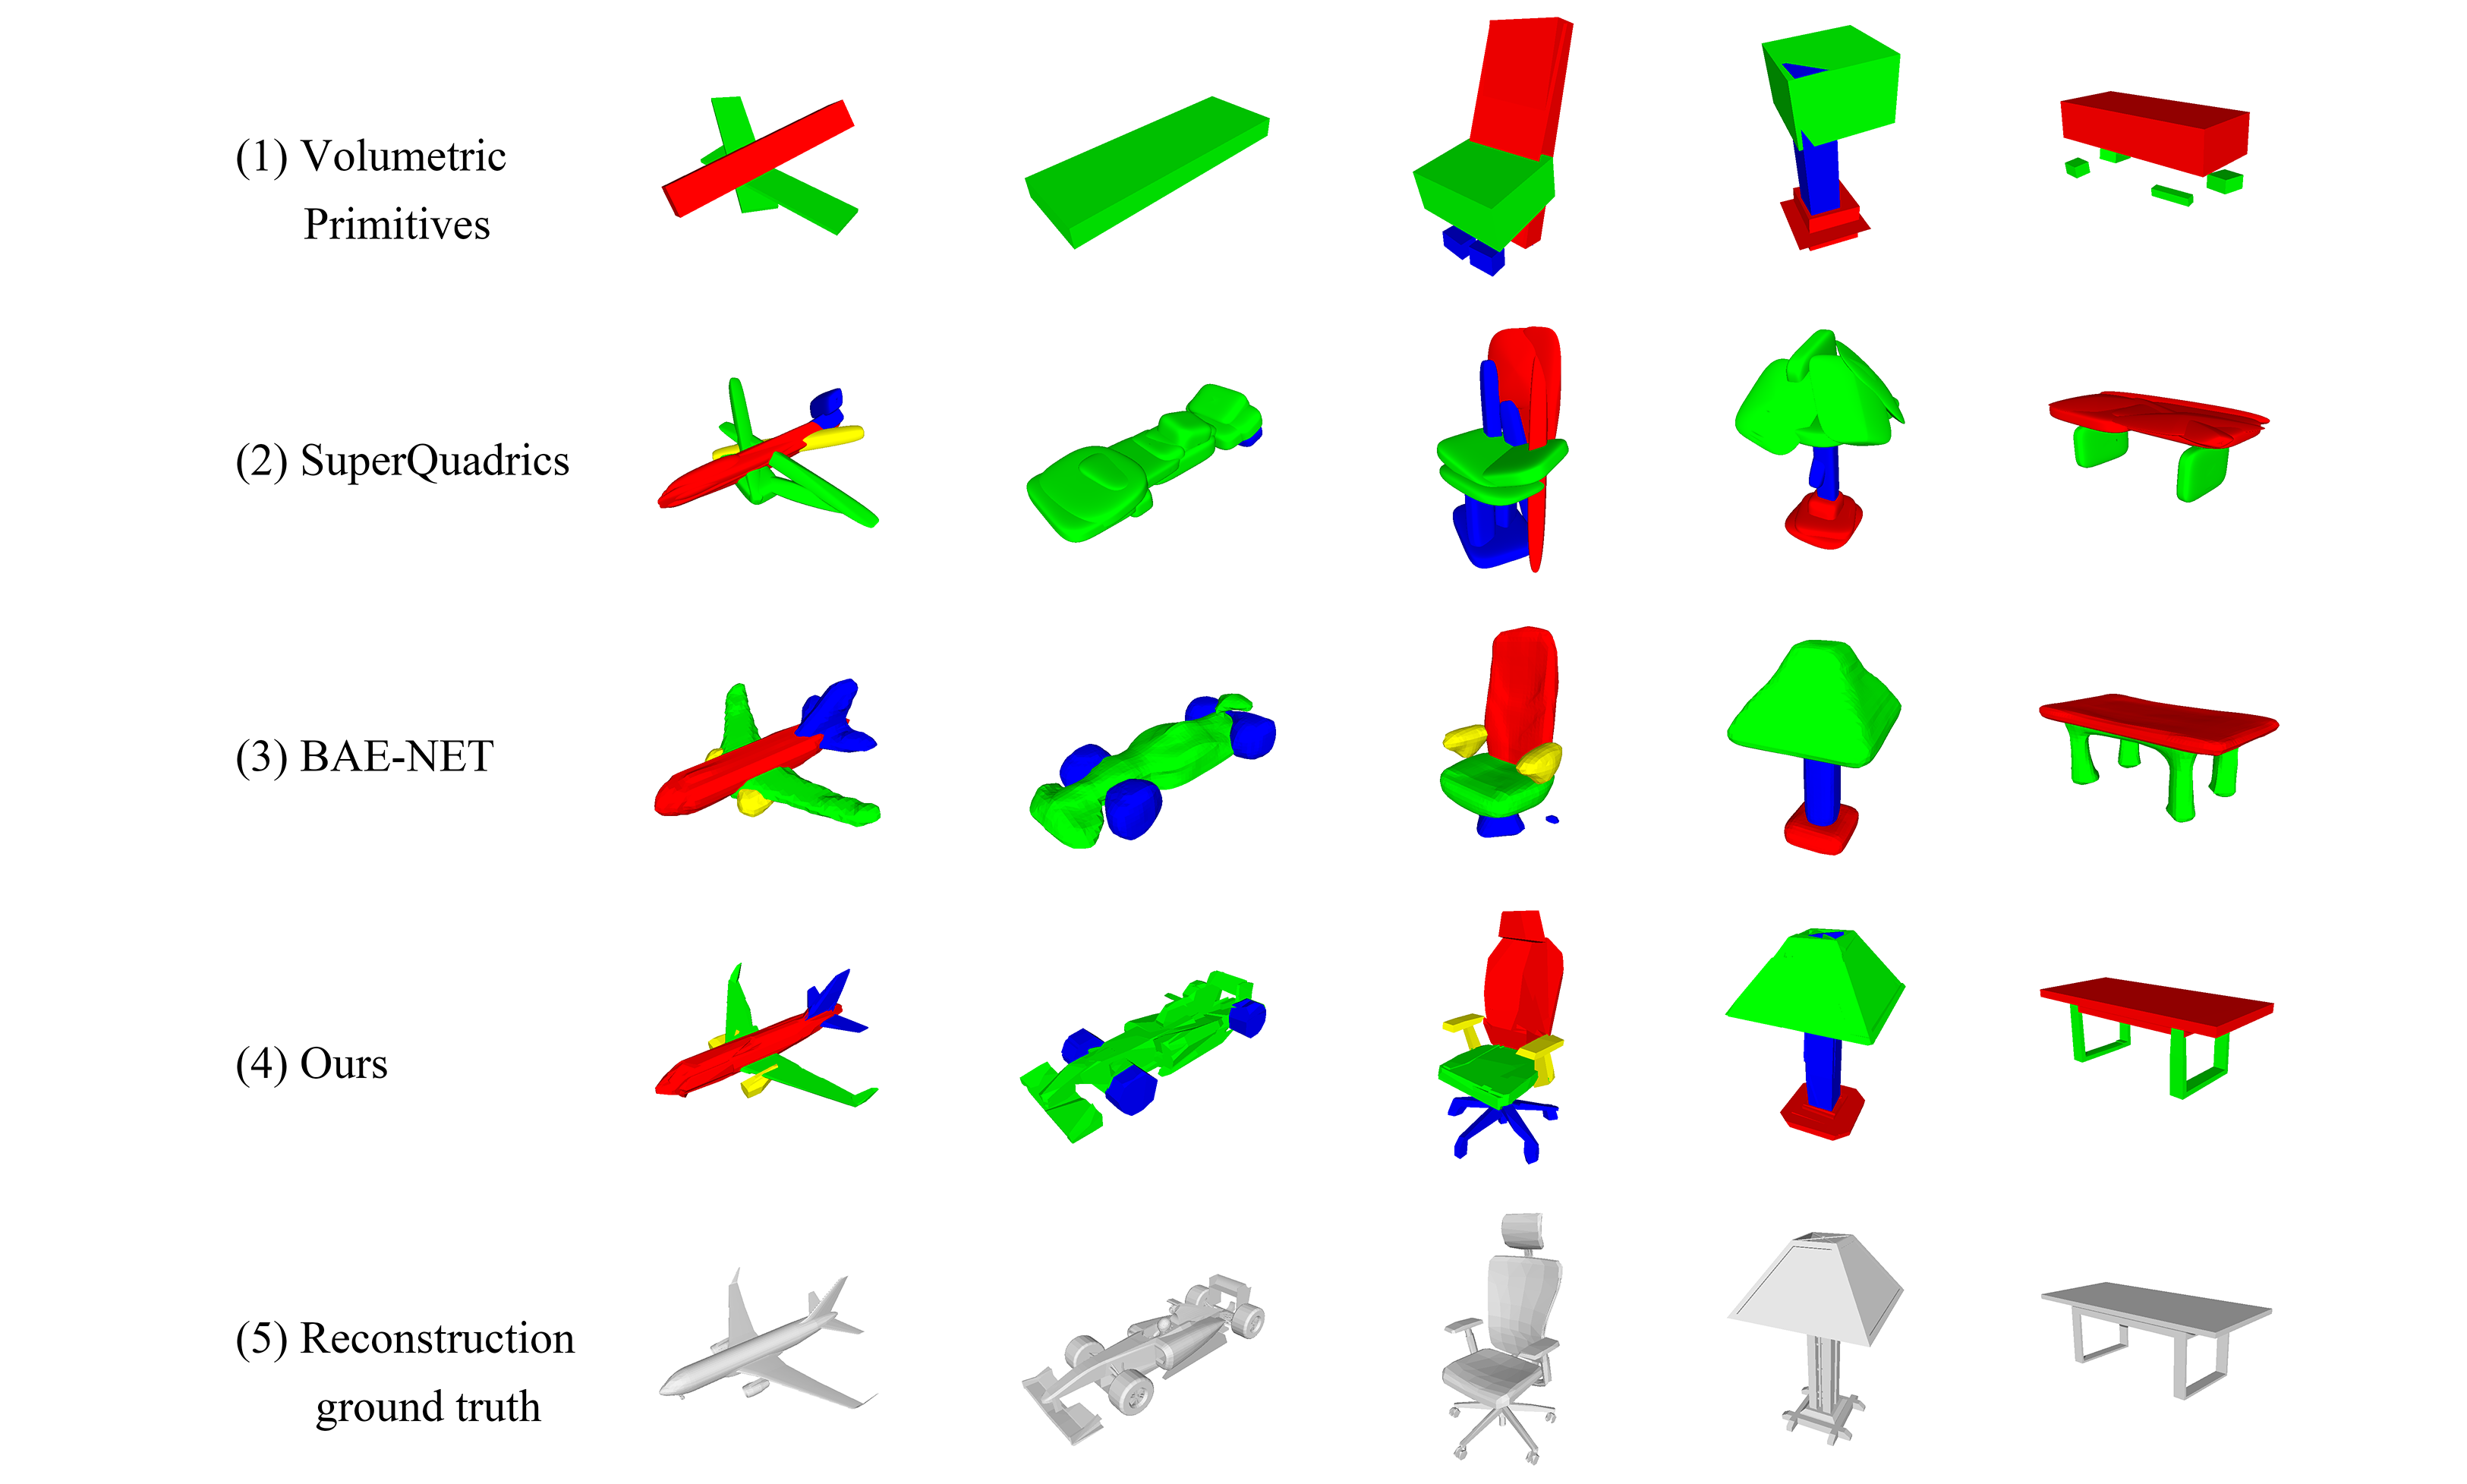 (1) Volumetric
Primitives
(2) SuperQuadrics
(3) BAE-NET
(4) Ours
(5) Reconstruction
ground truth